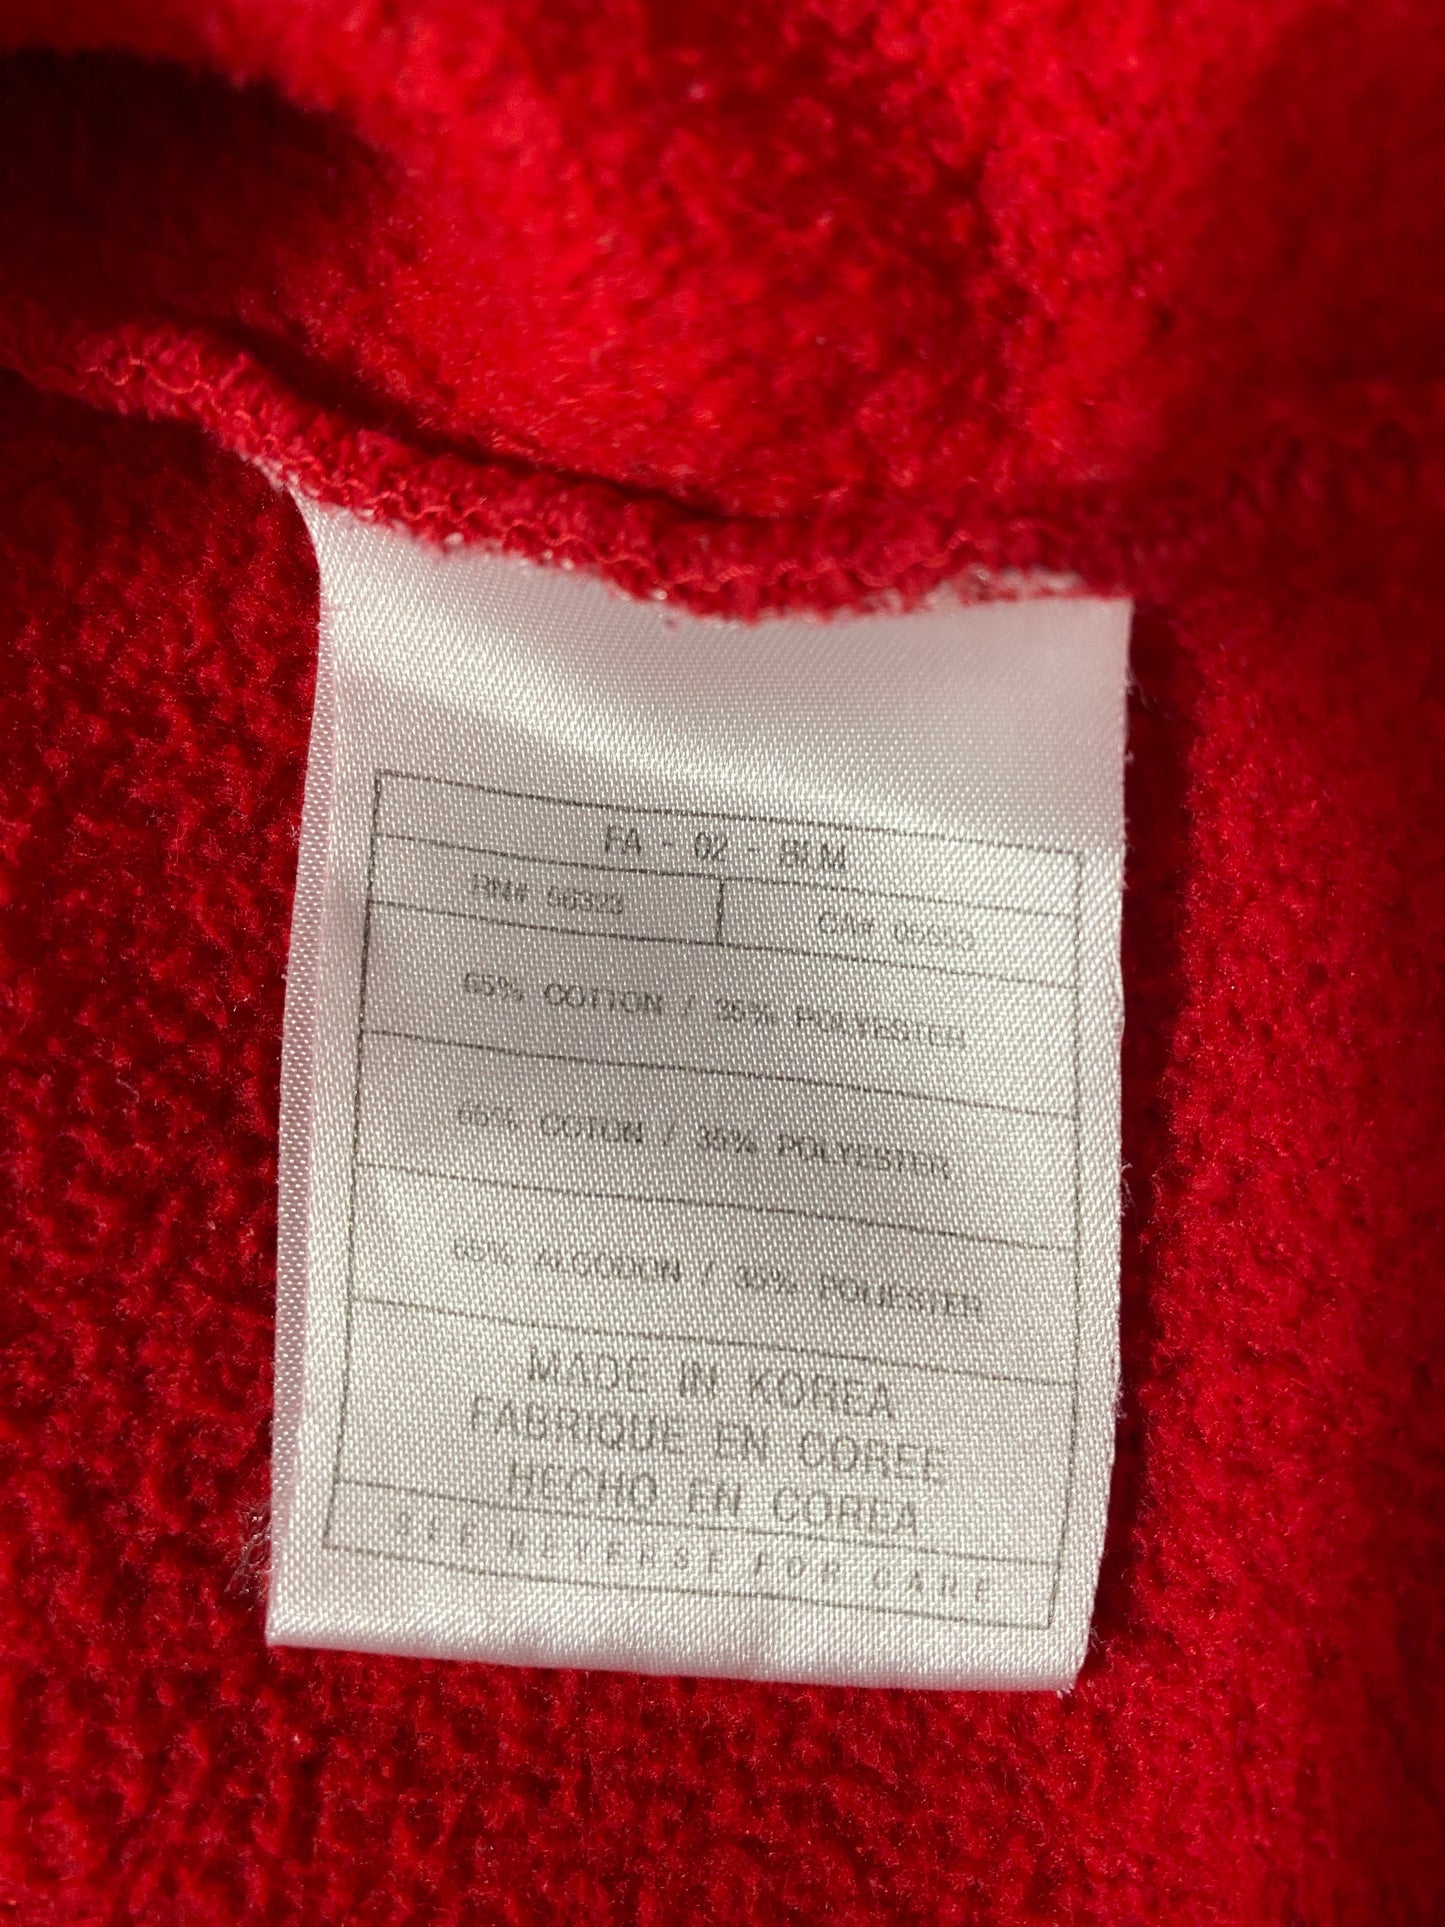 FA - 02 - BLM
RN# 56323 CA# 05553
65% COTTON / 35% POLYESTER
65% COTON / 35% POLYESTER
65% ALGODON / 35% POLIESTER
MADE IN KOREA
FABRIQUE EN COREE
HECHO EN COREA
SEE REVERSE FOR CARE